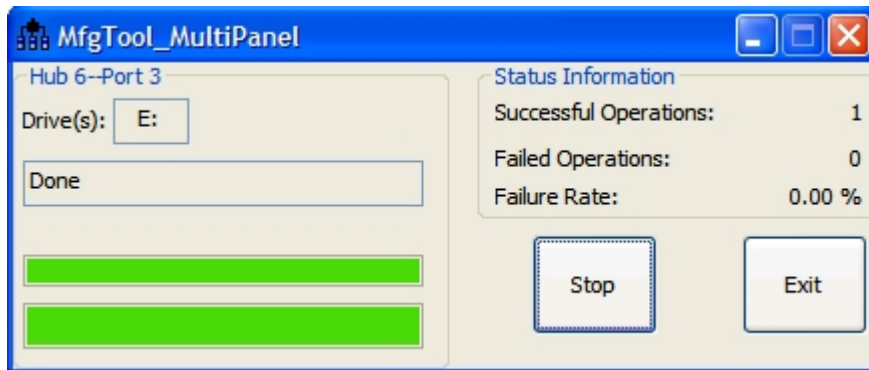 MfgTool_MultiPanel
Hub 6--Port 3
Drive(s): E:
Done
Status Information
Successful Operations: 1
Failed Operations: 0
Failure Rate: 0.00 %
Stop Exit